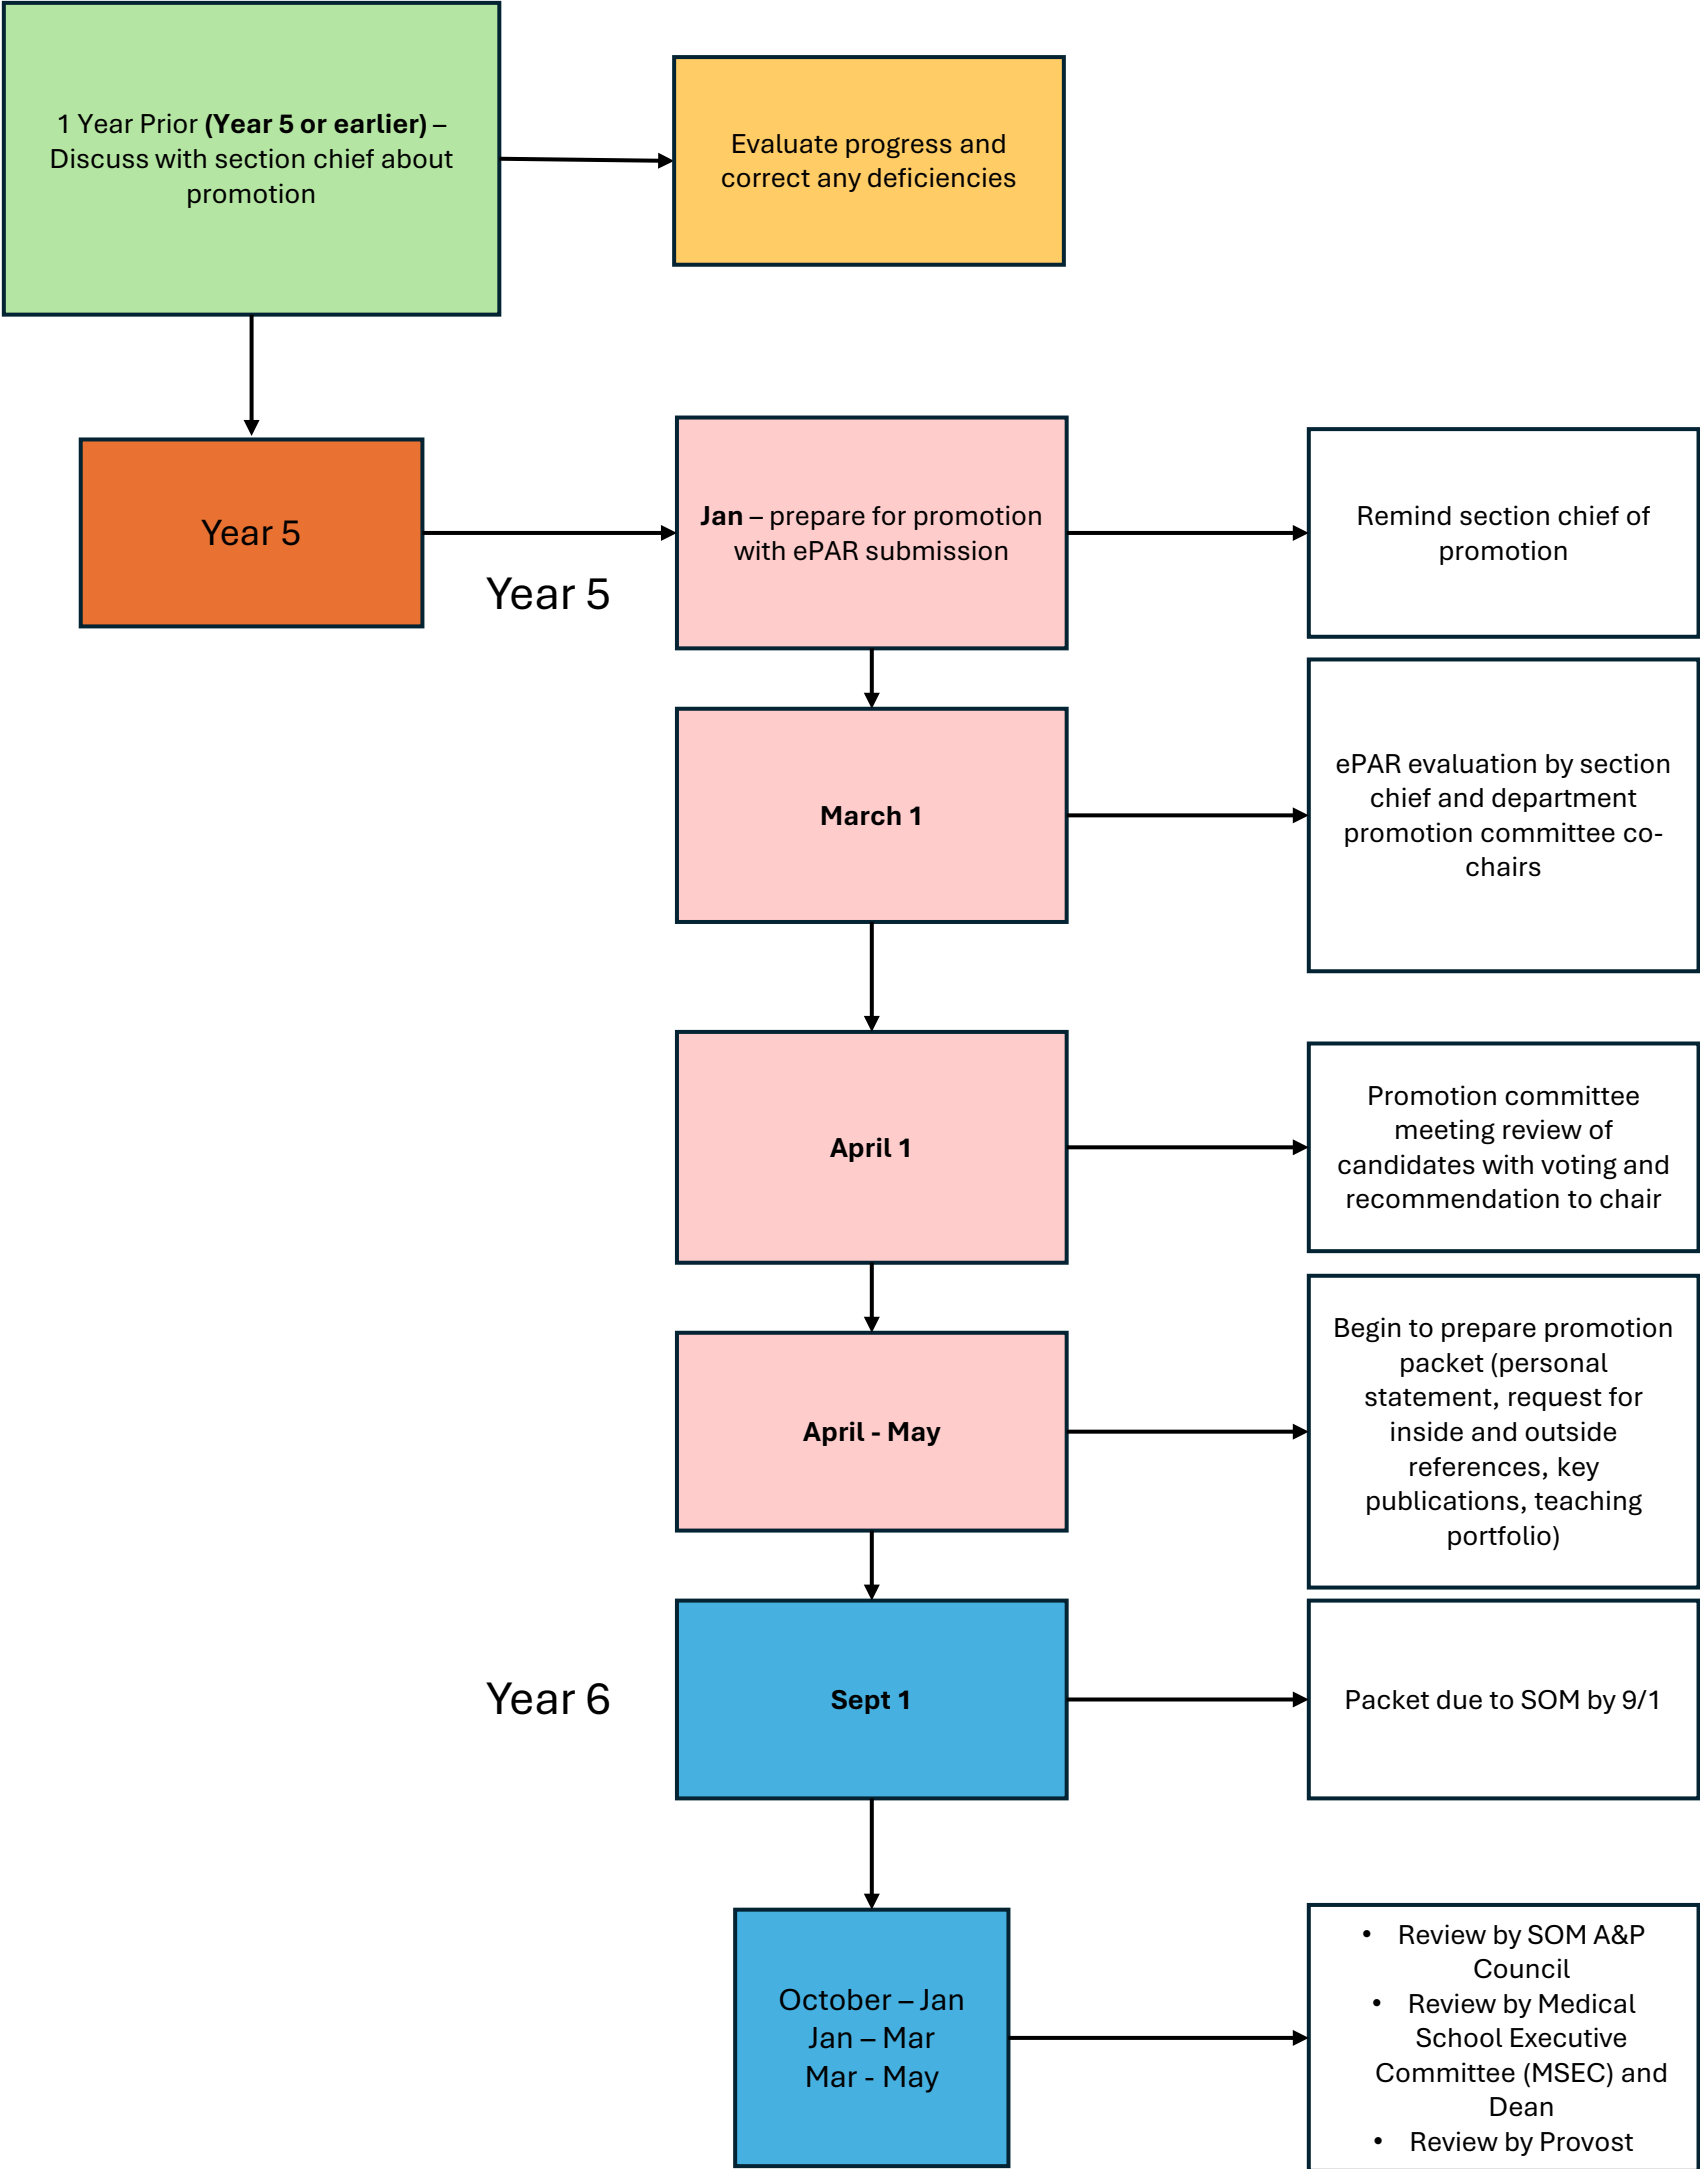 1 Year Prior (Year 5 or earlier) –
Discuss with section chief about
promotion
Evaluate progress and
correct any deficiencies
Year 5
Year 5
Jan – prepare for promotion
with ePAR submission
Remind section chief of
promotion
March 1
ePAR evaluation by section
chief and department
promotion committee co-
chairs
April 1
Promotion committee
meeting review of
candidates with voting and
recommendation to chair
April - May
Begin to prepare promotion
packet (personal
statement, request for
inside and outside
references, key
publications, teaching
portfolio)
Year 6
Sept 1
Packet due to SOM by 9/1
October – Jan
Jan – Mar
Mar - May
• Review by SOM A&P
Council
• Review by Medical
School Executive
Committee (MSEC) and
Dean
• Review by Provost